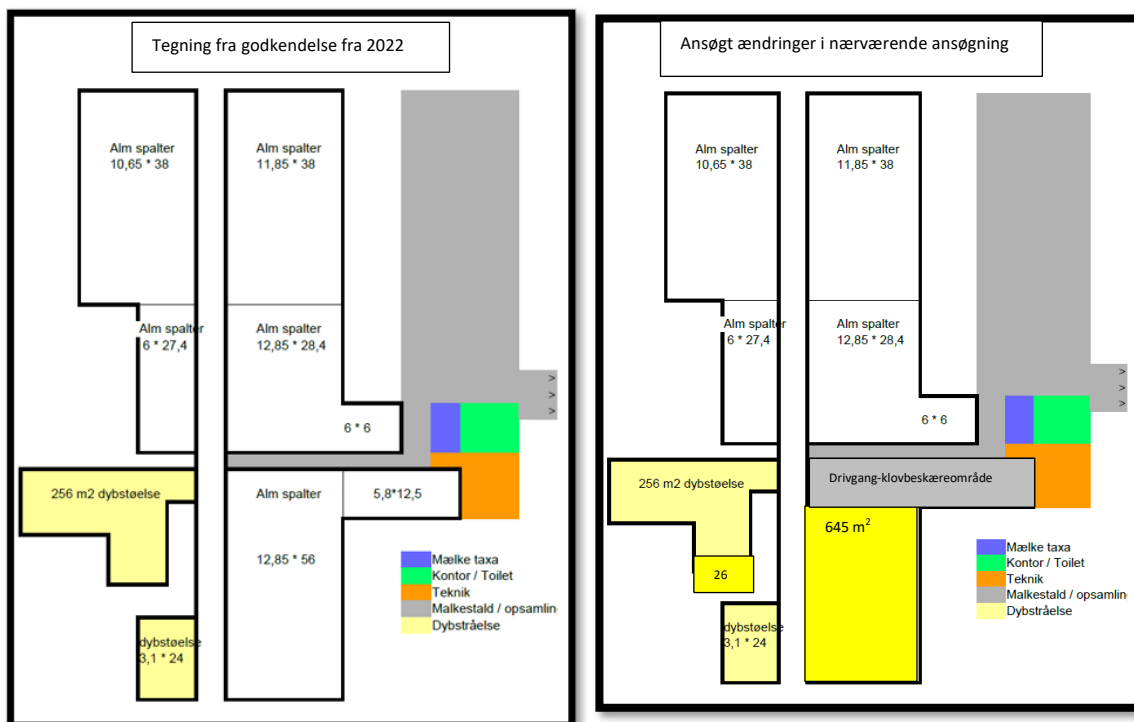 Tegning fra godkendelse fra 2022
Alm spalter
10,65 * 38
Alm spalter
11,85 * 38
Alm spalter
6 * 27,4
Alm spalter
12,85 * 28,4
>
>
>
6 * 6
256 m2 dybstøelse
Alm spalter
5,8*12,5
12,85 * 56
dybstøelse
3,1 * 24
Mælke taxa
Kontor / Toilet
Teknik
Malkestald / opsamlin
Dybstråelse
Ansøgt ændringer i nærværende ansøgning
Alm spalter
10,65 * 38
Alm spalter
11,85 * 38
Alm spalter
6 * 27,4
Alm spalter
12,85 * 28,4
>
>
>
6 * 6
256 m2 dybstøelse
Drivgang-klovbeskæreområde
645 m²
26
dybstøelse
3,1 * 24
Mælke taxa
Kontor / Toilet
Teknik
Malkestald / opsamlin
Dybstråelse